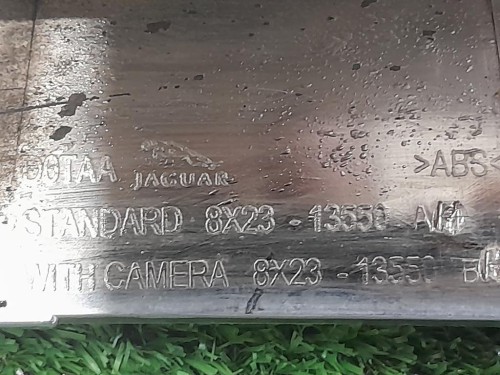 JAGUAR >ABS
STANDARD 8X23 - 13550
WITH CAMERA 8X23 - 13550